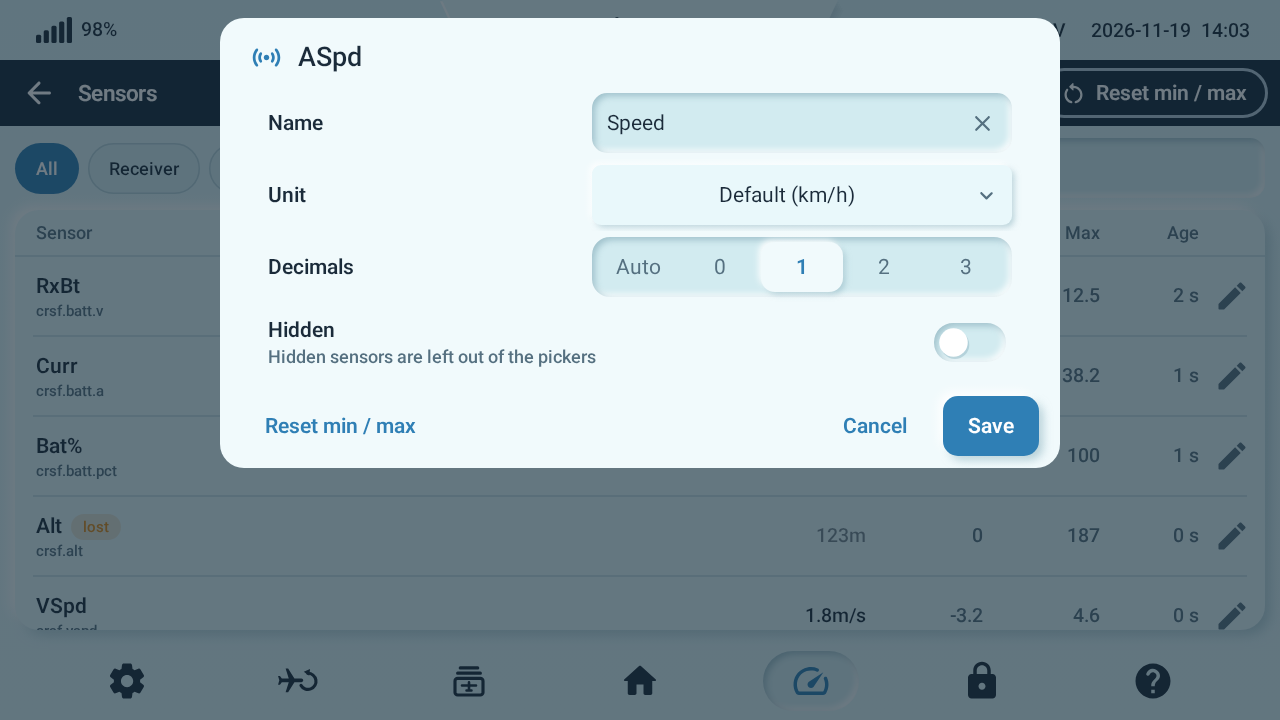 98%
2026-11-19 14:03
Sensors
Reset min / max
All
Receiver
Sensor
Max
Age
RxBt
crsf.batt.v
12.5
2 s
Curr
crsf.batt.a
38.2
1 s
Bat%
crsf.batt.pct
100
1 s
Alt
lost
crsf.alt
123m
0
187
0 s
VSpd
1.8m/s
-3.2
4.6
0 s
ASpd
Name
Speed
Unit
Default (km/h)
Decimals
Auto
0
1
2
3
Hidden
Hidden sensors are left out of the pickers
Reset min / max
Cancel
Save